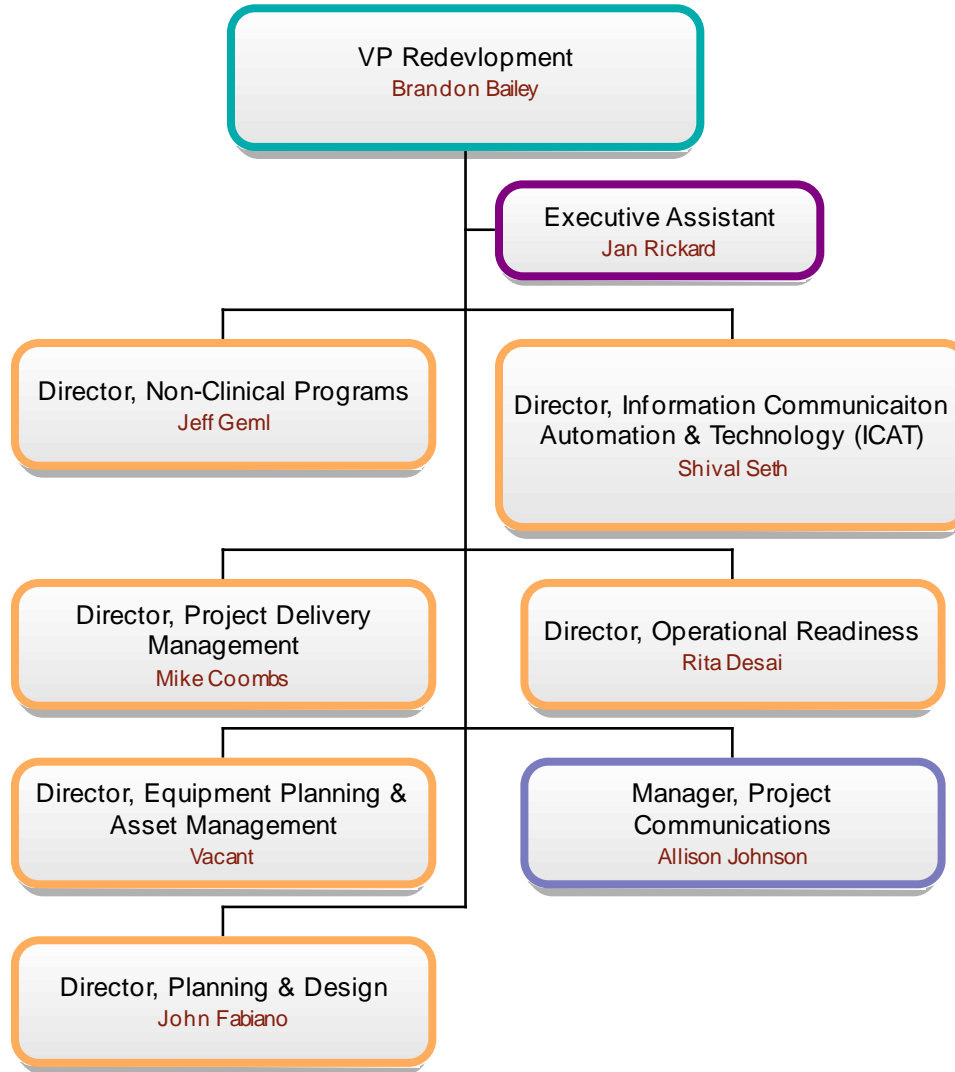 VP Redevlopment
Brandon Bailey
Executive Assistant
Jan Rickard
Director, Non-Clinical Programs
Jeff Geml
Director, Information Communicaiton
Automation & Technology (ICAT)
Shival Seth
Director, Project Delivery
Management
Mike Coombs
Director, Operational Readiness
Rita Desai
Director, Equipment Planning &
Asset Management
Vacant
Manager, Project
Communications
Allison Johnson
Director, Planning & Design
John Fabiano